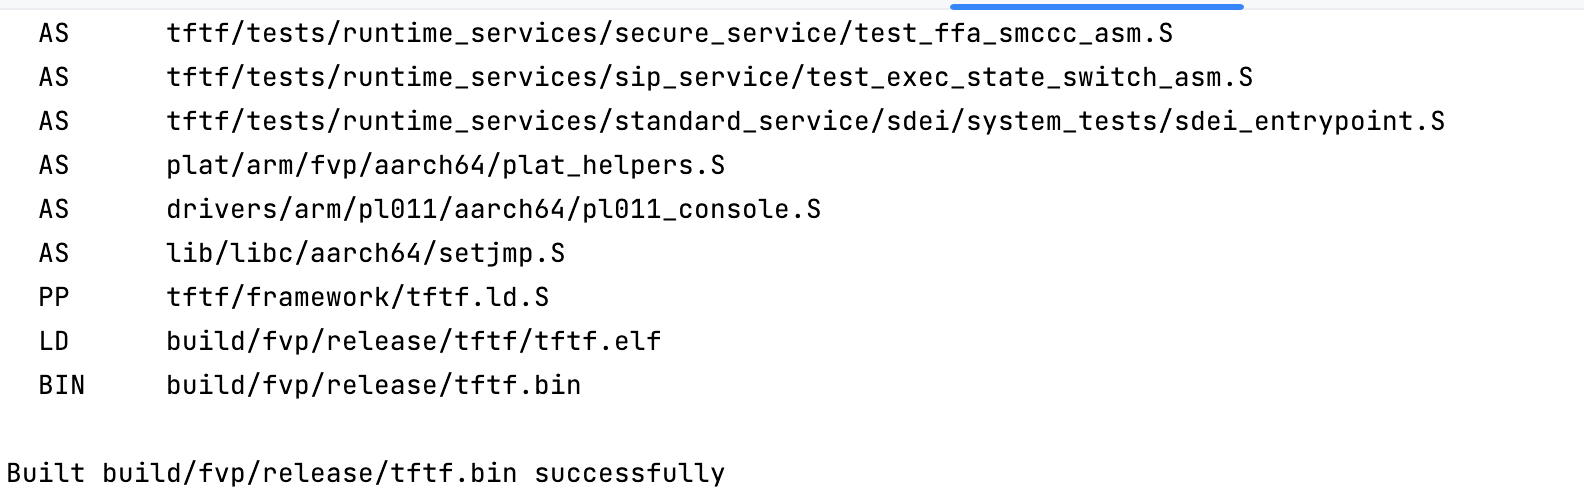 AS      tftf/tests/runtime_services/secure_service/test_ffa_smccc_asm.S
AS      tftf/tests/runtime_services/sip_service/test_exec_state_switch_asm.S
AS      tftf/tests/runtime_services/standard_service/sdei/system_tests/sdei_entrypoint.S
AS      plat/arm/fvp/aarch64/plat_helpers.S
AS      drivers/arm/pl011/aarch64/pl011_console.S
AS      lib/libc/aarch64/setjmp.S
PP      tftf/framework/tftf.ld.S
LD      build/fvp/release/tftf/tftf.elf
BIN     build/fvp/release/tftf.bin
Built build/fvp/release/tftf.bin successfully